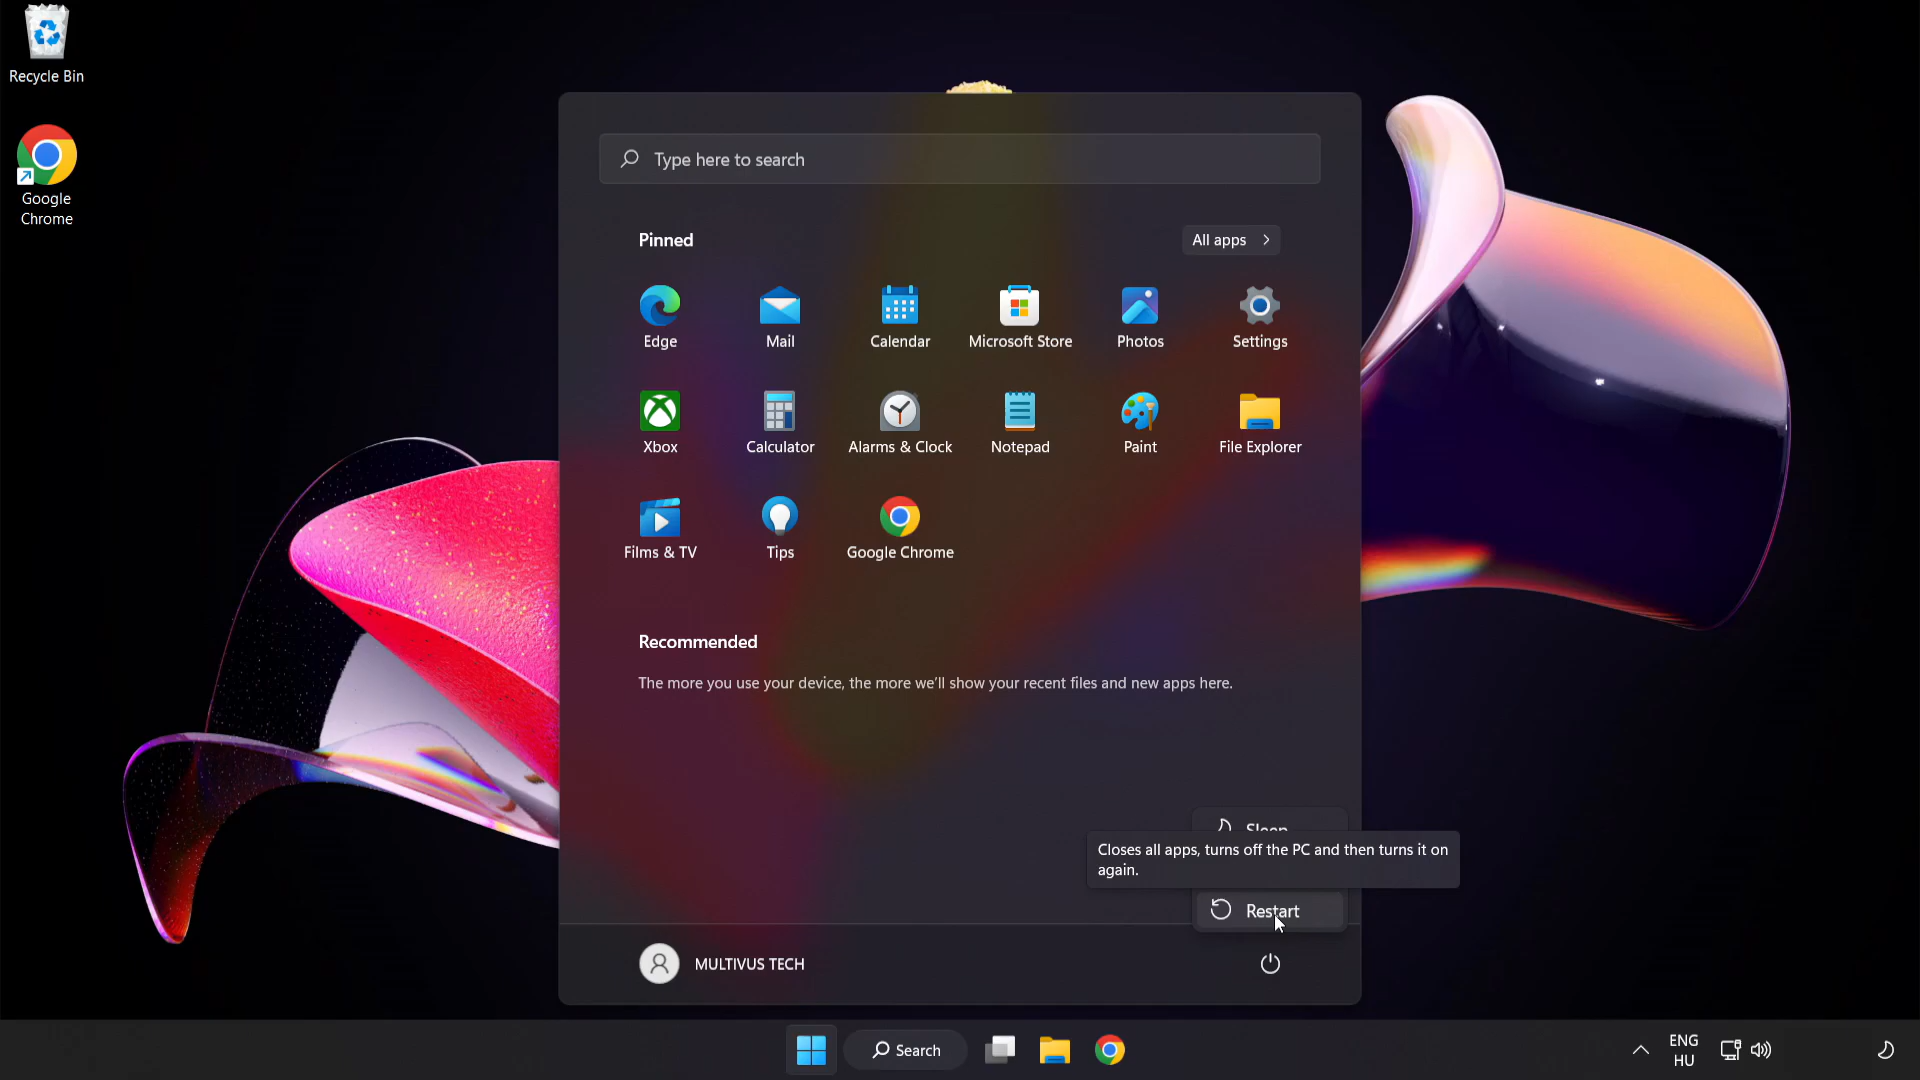 Recycle Bin
Google
Chrome
Type here to search
Pinned
All apps
Edge
Mail
Calendar
Microsoft Store
Photos
Settings
Xbox
Calculator
Alarms & Clock
Notepad
Paint
File Explorer
Films & TV
Tips
Google Chrome
Recommended
The more you use your device, the more we'll show your recent files and new apps here.
Sleep
Closes all apps, turns off the PC and then turns it on
again.
Restart
MULTIVUS TECH
Search
ENG
HU